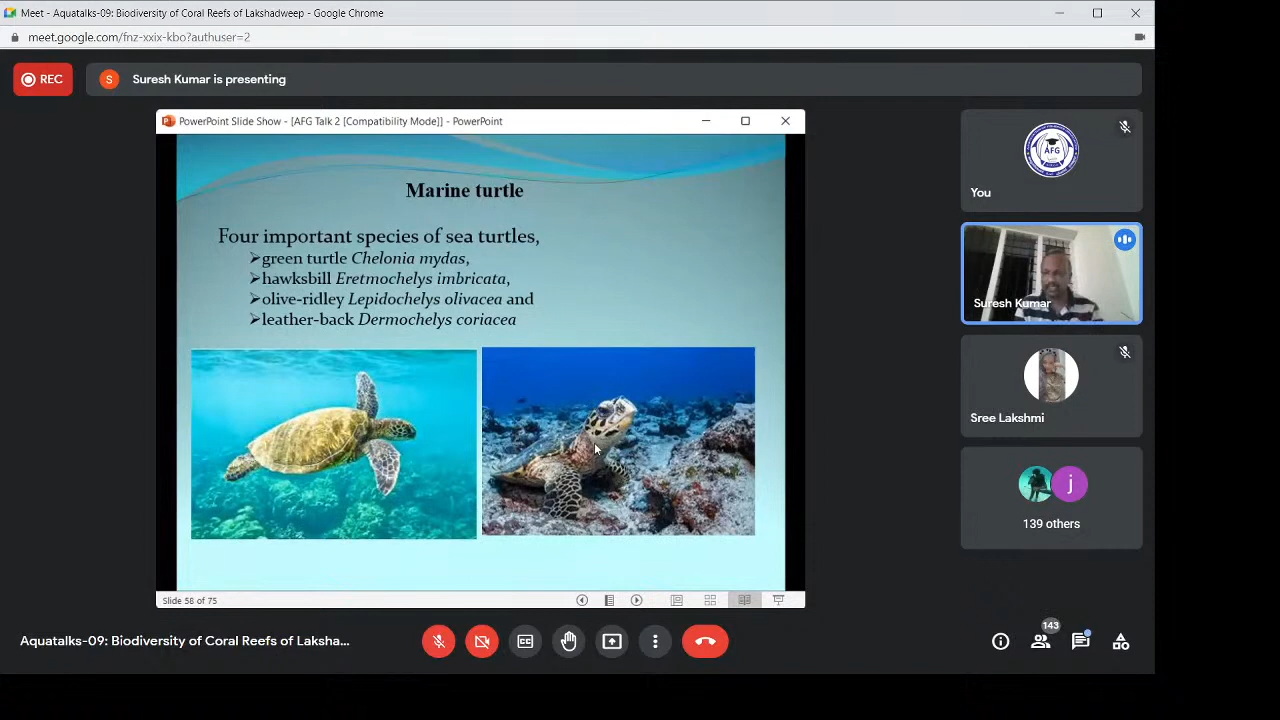 Meet - Aquatalks-09: Biodiversity of Coral Reefs of Lakshadweep - Google Chrome
meet.google.com/fnz-xxix-kbo?authuser=2
REC
S
Suresh Kumar is presenting
PowerPoint Slide Show - [AFG Talk 2 [Compatibility Mode]] - PowerPoint
Marine turtle
Four important species of sea turtles,
➢green turtle Chelonia mydas,
➢hawksbill Eretmochelys imbricata,
➢olive-ridley Lepidochelys olivacea and
➢leather-back Dermochelys coriacea
Slide 58 of 75
AFG
You
Suresh Kumar
Sree Lakshmi
j
139 others
Aquatalks-09: Biodiversity of Coral Reefs of Laksha...
CC
143